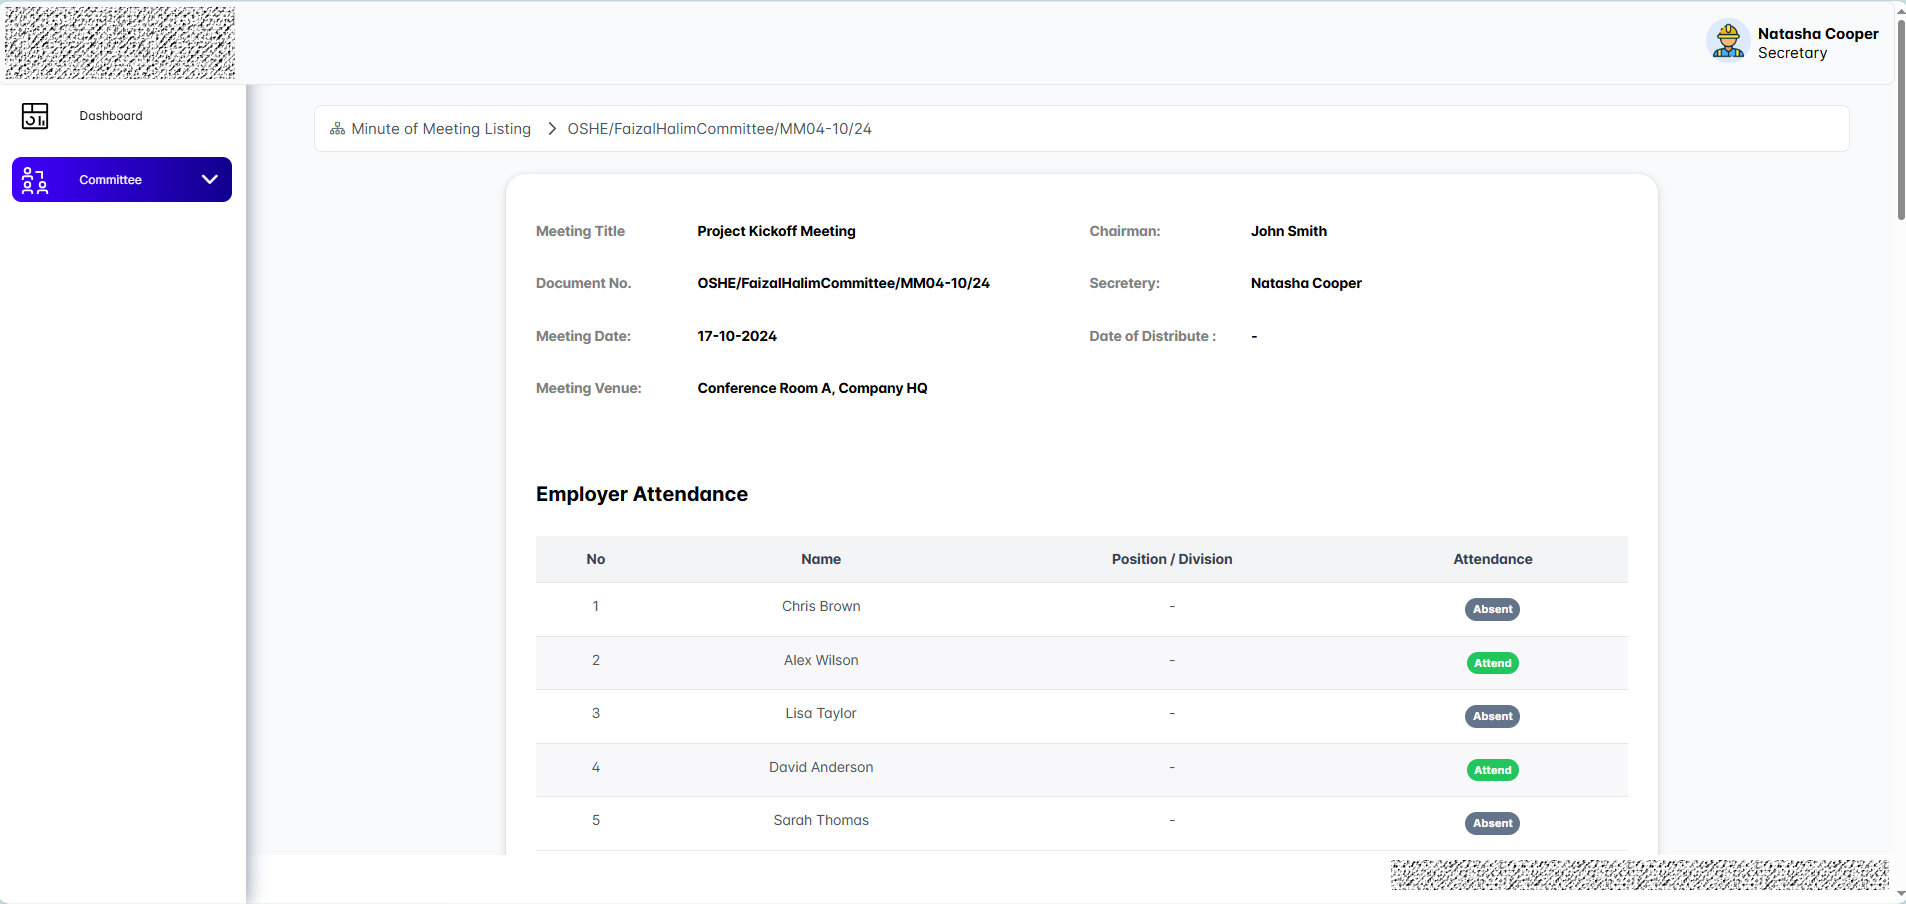 Natasha Cooper
Secretary
Dashboard
Committee
Minute of Meeting Listing > OSHE/FaizalHalimCommittee/MM04-10/24
Meeting Title Project Kickoff Meeting Chairman: John Smith
Document No. OSHE/FaizalHalimCommittee/MM04-10/24 Secretery: Natasha Cooper
Meeting Date: 17-10-2024 Date of Distribute : -
Meeting Venue: Conference Room A, Company HQ
Employer Attendance
No Name Position / Division Attendance
1 Chris Brown - Absent
2 Alex Wilson - Attend
3 Lisa Taylor - Absent
4 David Anderson - Attend
5 Sarah Thomas - Absent